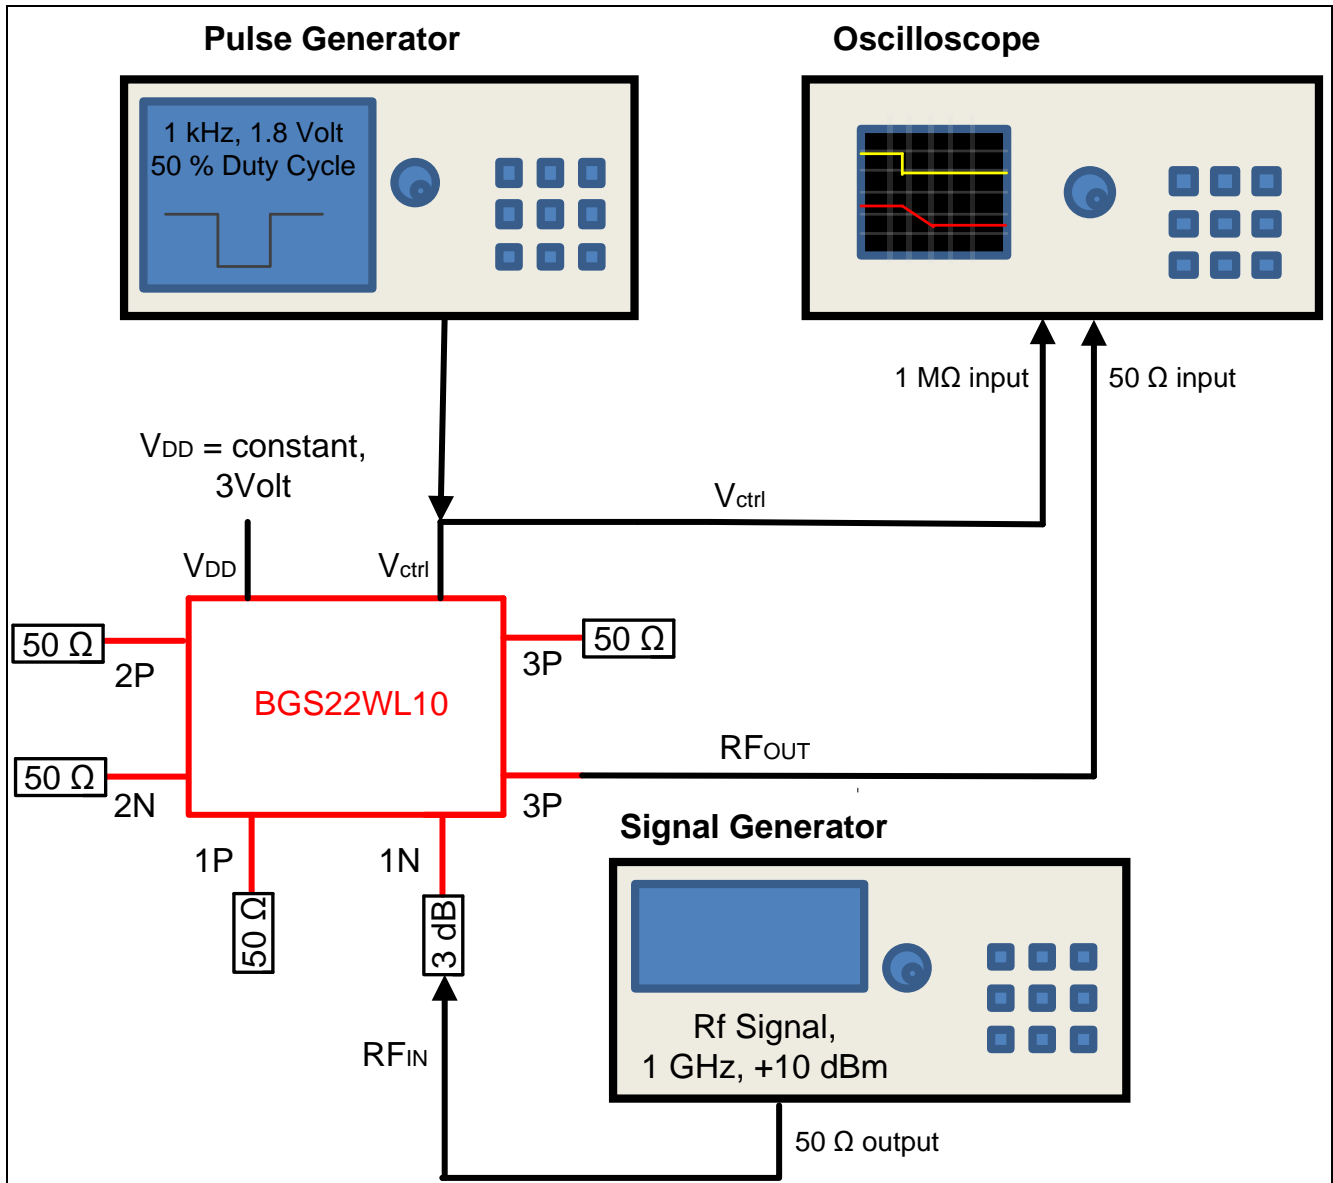 Pulse Generator
Oscilloscope
1 kHz, 1.8 Volt
50 % Duty Cycle
1 MΩ input
50 Ω input
VDD = constant,
3Volt
Vctrl
VDD
Vctrl
50 Ω
2P
3P
50 Ω
BGS22WL10
RFOUT
50 Ω
2N
3P
Signal Generator
1P
1N
50 Ω
3 dB
Rf Signal,
1 GHz, +10 dBm
RFIN
50 Ω output